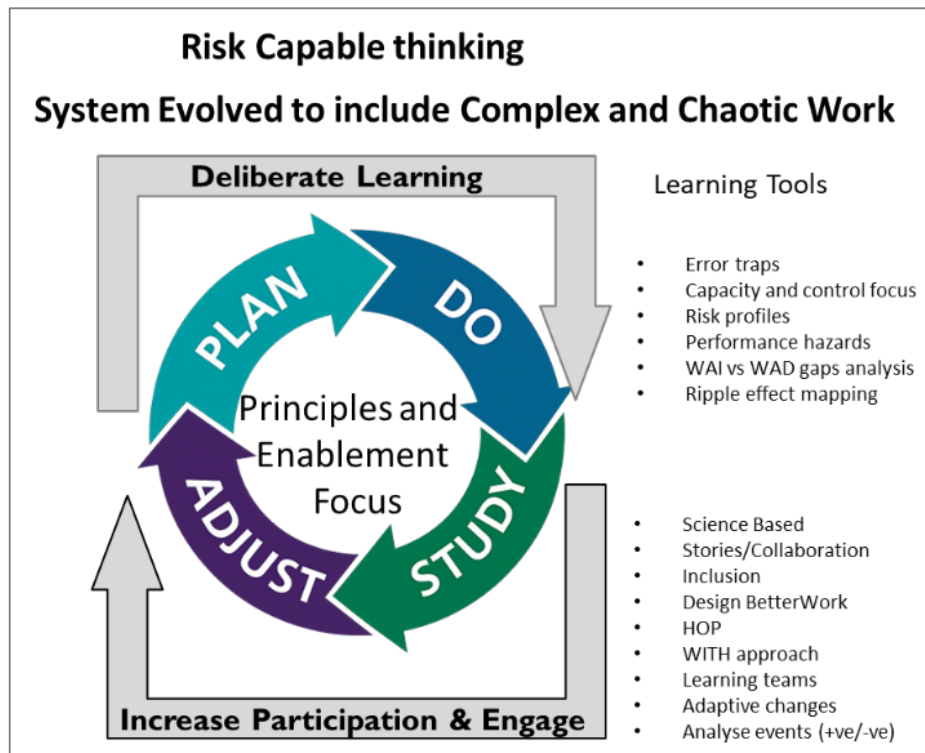 Risk Capable thinking
System Evolved to include Complex and Chaotic Work
Deliberate Learning
Learning Tools
PLAN
DO
STUDY
ADJUST
Principles and
Enablement
Focus
• Error traps
• Capacity and control focus
• Risk profiles
• Performance hazards
• WAI vs WAD gaps analysis
• Ripple effect mapping
• Science Based
• Stories/Collaboration
• Inclusion
• Design BetterWork
• HOP
• WITH approach
• Learning teams
• Adaptive changes
• Analyse events (+ve/-ve)
Increase Participation & Engage